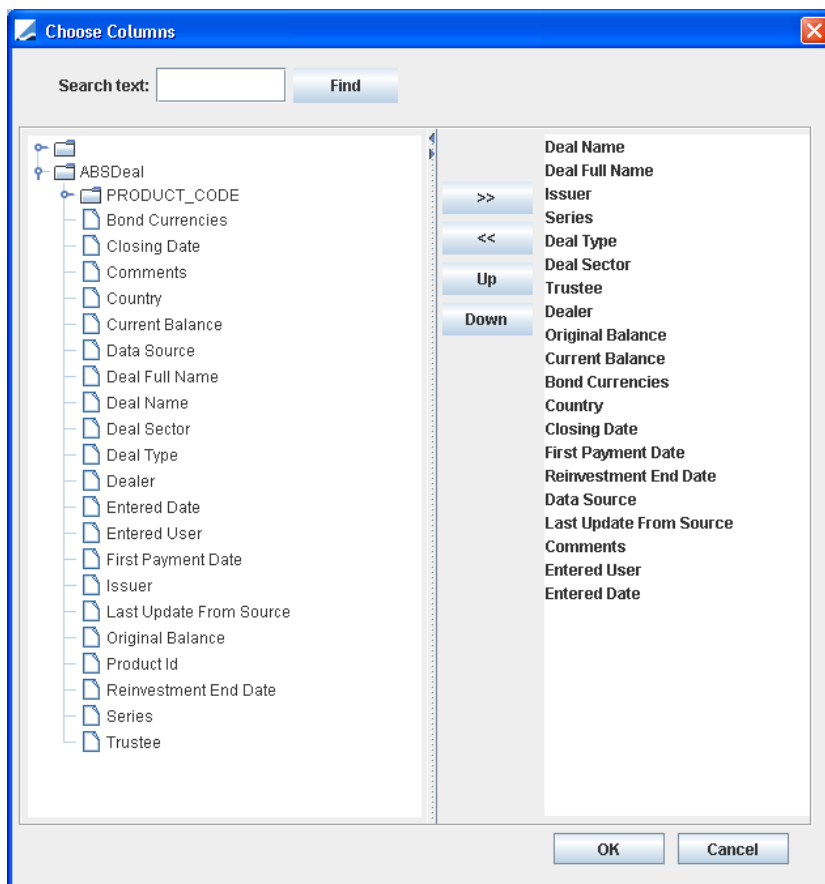 Choose Columns
Search text:
Find
ABSDeal
PRODUCT_CODE
Bond Currencies
Closing Date
Comments
Country
Current Balance
Data Source
Deal Full Name
Deal Name
Deal Sector
Deal Type
Dealer
Entered Date
Entered User
First Payment Date
Issuer
Last Update From Source
Original Balance
Product Id
Reinvestment End Date
Series
Trustee
>>
<<
Up
Down
Deal Name
Deal Full Name
Issuer
Series
Deal Type
Deal Sector
Trustee
Dealer
Original Balance
Current Balance
Bond Currencies
Country
Closing Date
First Payment Date
Reinvestment End Date
Data Source
Last Update From Source
Comments
Entered User
Entered Date
OK
Cancel